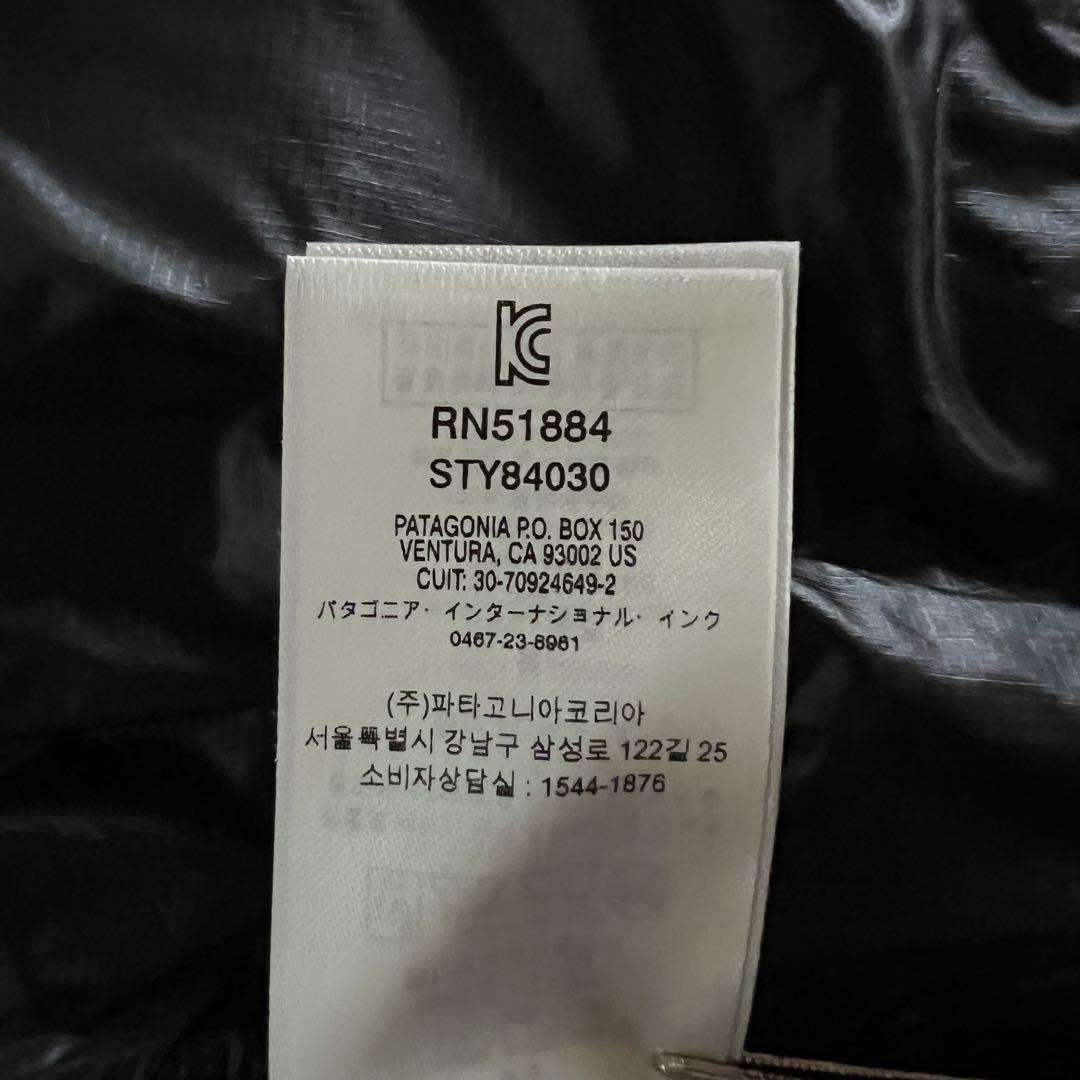 KC
RN51884
STY84030
PATAGONIA P.O. BOX 150
VENTURA, CA 93002 US
CUIT: 30-70924649-2
パタゴニア・インターナショナル・インク
0467-23-8961
(주)파타고니아코리아
서울특별시 강남구 삼성로 122길 25
소비자상담실 : 1544-1876